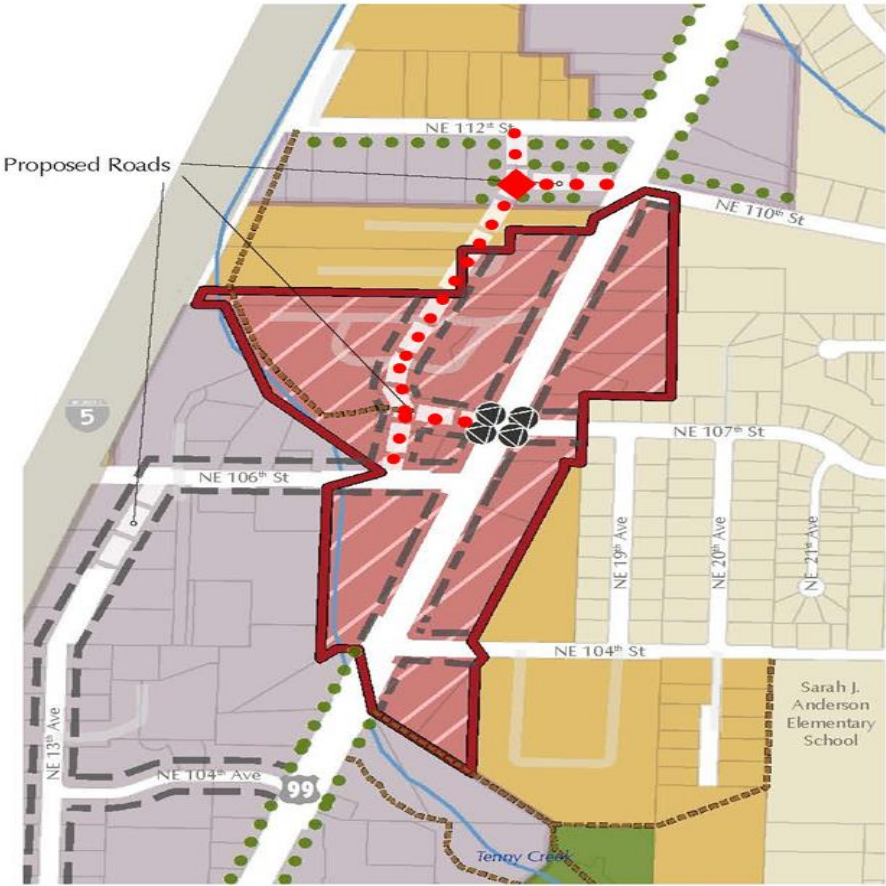 NE 112th St
Proposed Roads
NE 110th St
5
NE 107th St
NE 106th St
NE 19th Ave
NE 20th Ave
NE 21st Ave
NE 104th St
Sarah J.
Anderson
Elementary
School
NE 13th Ave
NE 104th Ave
99
Tenny Creek